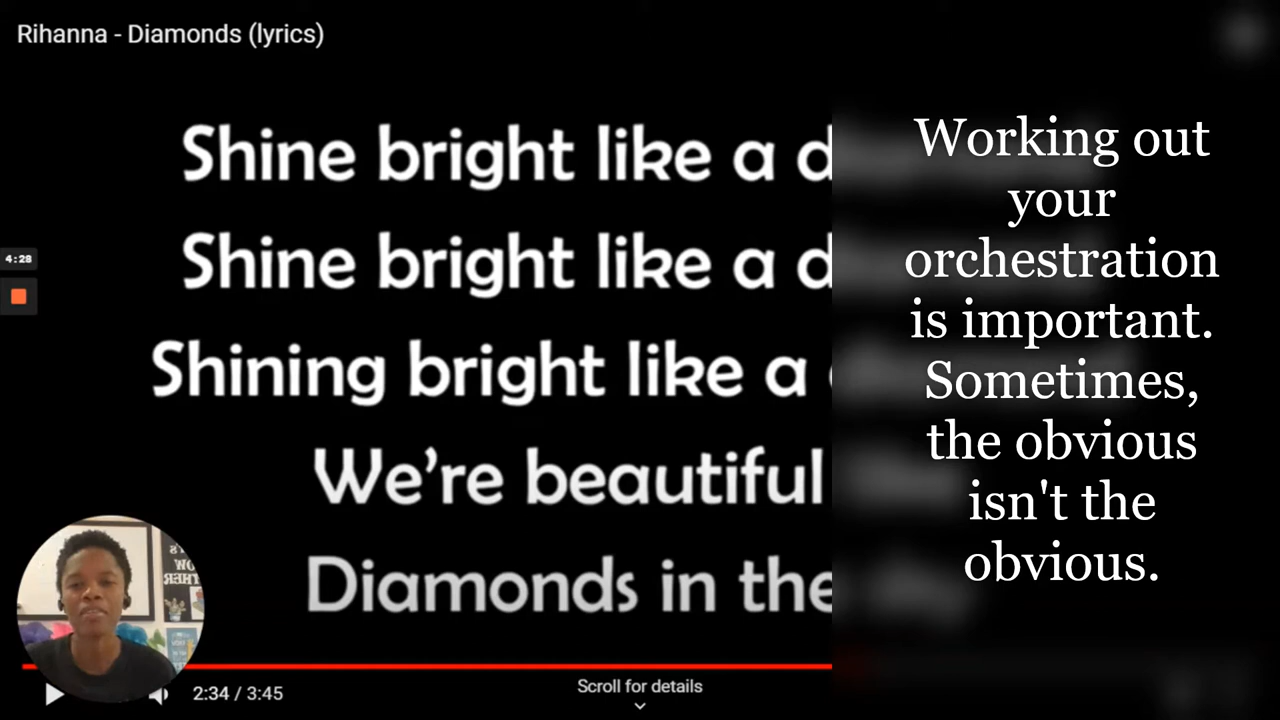 Rihanna - Diamonds (lyrics)
Shine bright like a d
Shine bright like a d
Shining bright like a
We're beautiful
Diamonds in the
Working out
your
orchestration
is important.
Sometimes,
the obvious
isn't the
obvious.
4:28
2:34 / 3:45
Scroll for details